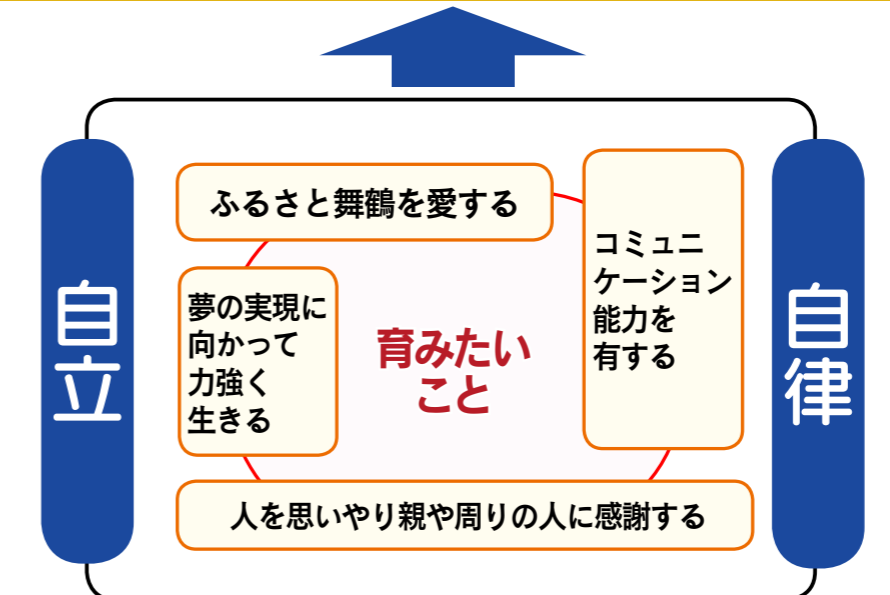 ふるさと舞鶴を愛する
コミュニ
ケーション
能力を
有する
夢の実現に
向かって
力強く
生きる
育みたい
こと
人を思いやり親や周りの人に感謝する
自立
自律